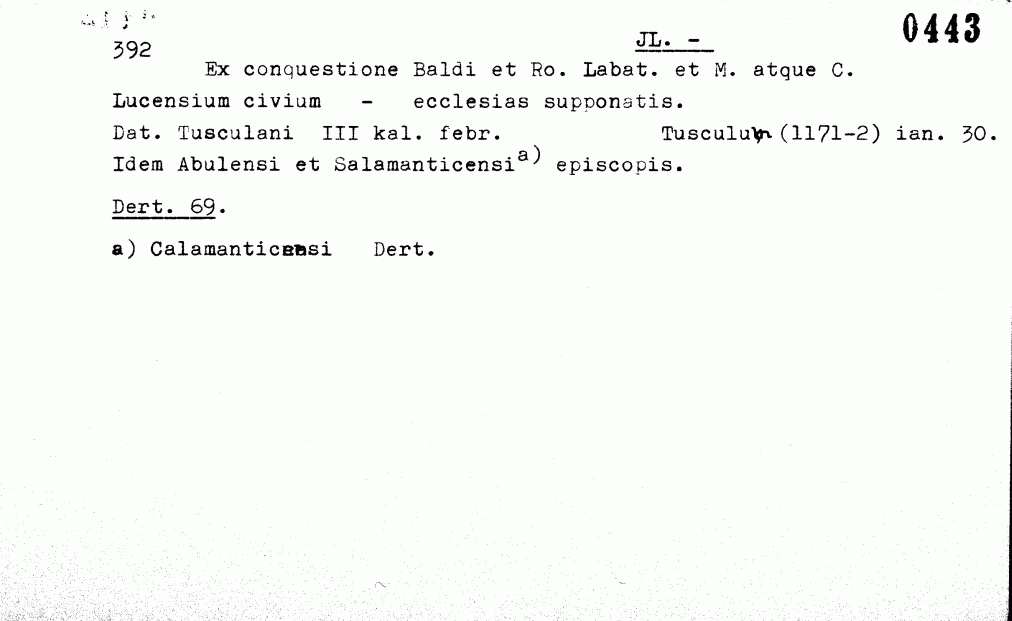 0443
392 JL. -
Ex conquestione Baldi et Ro. Labat. et M. atque C.
Lucensium civium - ecclesias supponatis.
Dat. Tusculani III kal. febr. Tusculum (1171-2) ian. 30.
Idem Abulensi et Salamanticensi a) episcopis.
Dert. 69.
a) Calamanticensi Dert.